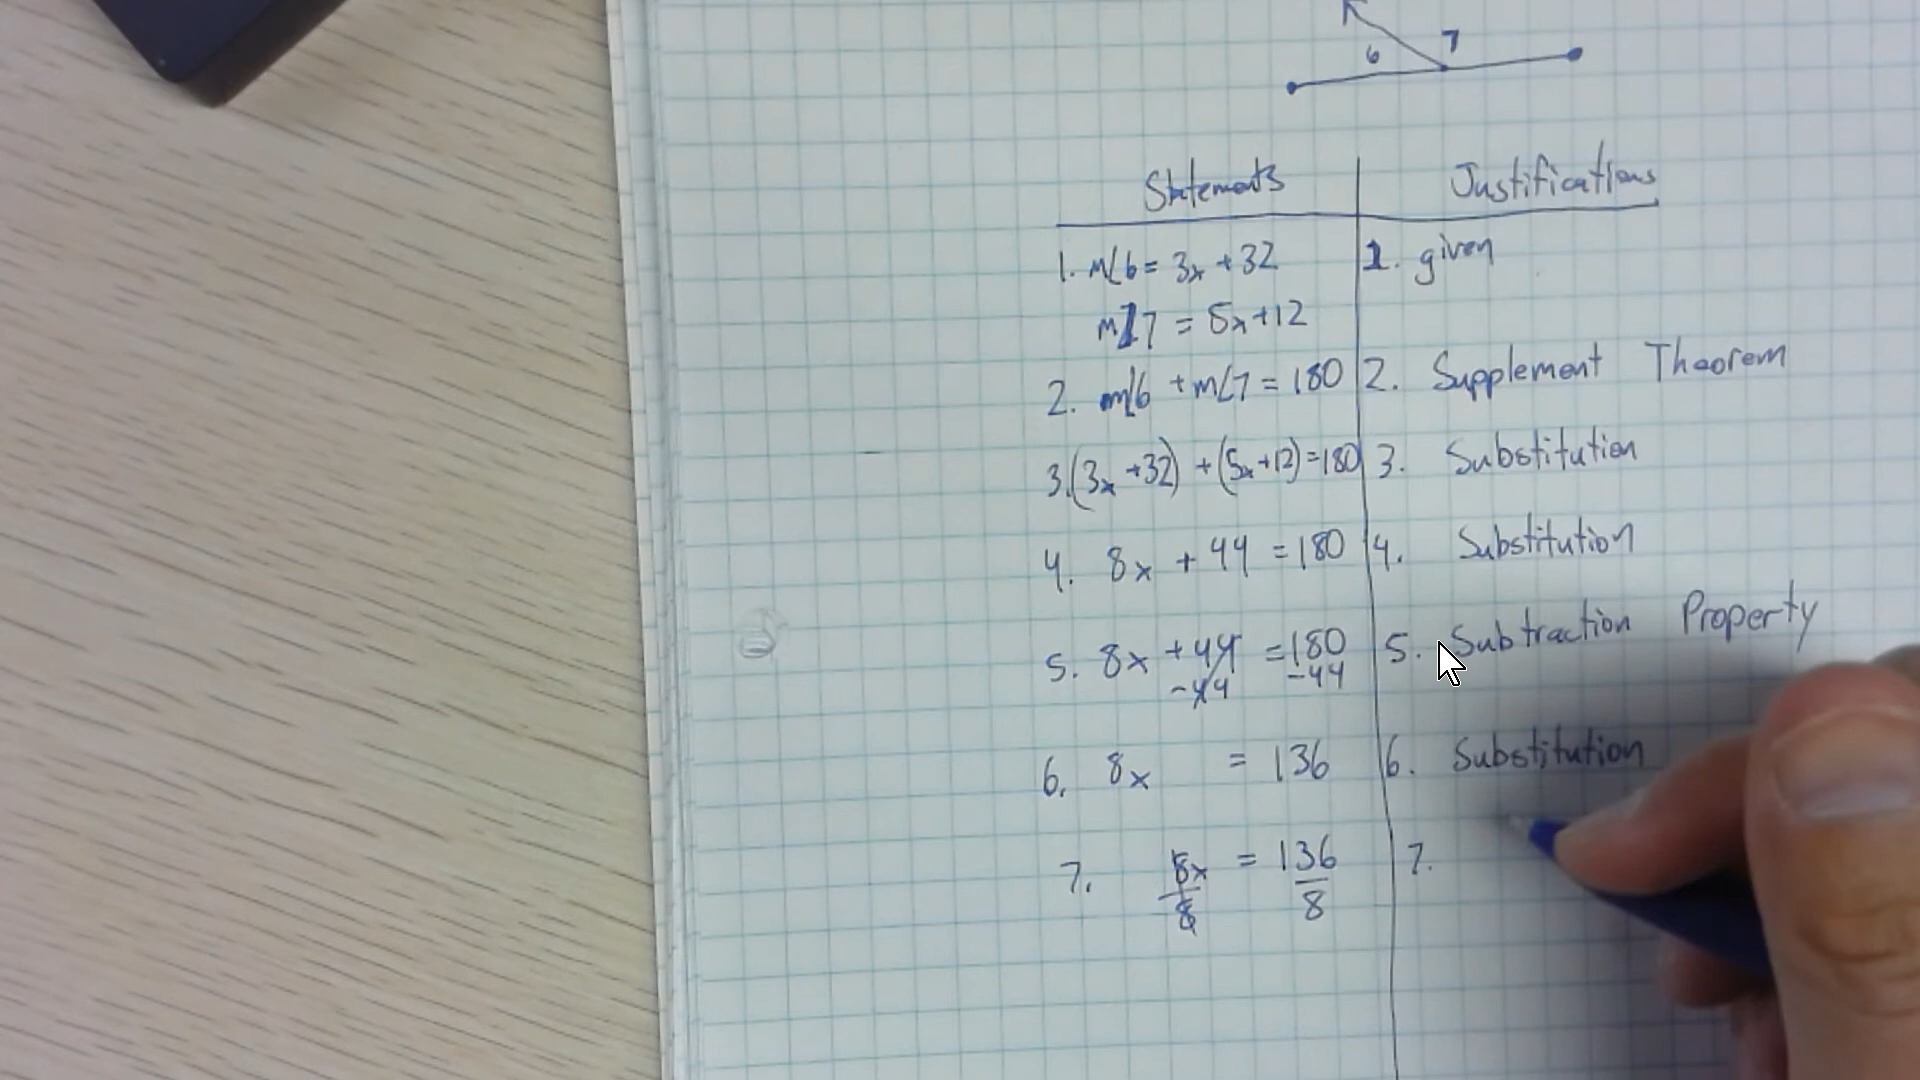 6 7
Statements Justifications
1. m∠6 = 3x + 32 1. given
m∠7 = 5x + 12
2. m∠6 + m∠7 = 180 2. Supplement Theorem
3. (3x + 32) + (5x + 12) = 180 3. Substitution
4. 8x + 44 = 180 4. Substitution
5. 8x + 44 = 180 5. Subtraction Property
-44 -44
6. 8x = 136 6. Substitution
7. 8x = 136 7.
8 8